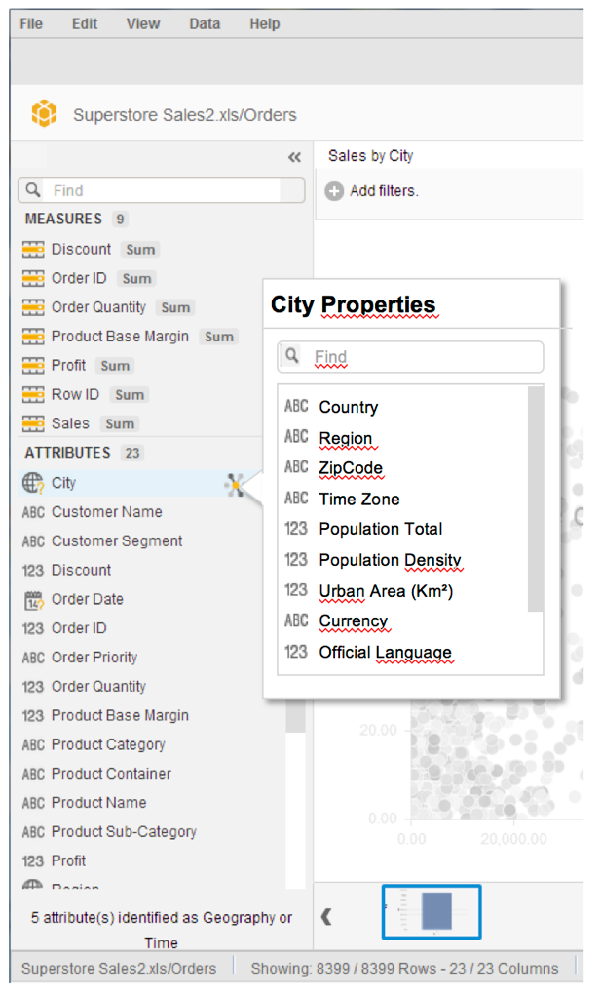 File Edit View Data Help
Superstore Sales2.xls/Orders
Find
MEASURES 9
Discount Sum
Order ID Sum
Order Quantity Sum
Product Base Margin Sum
Profit Sum
Row ID Sum
Sales Sum
ATTRIBUTES 23
City
ABC Customer Name
ABC Customer Segment
123 Discount
14 Order Date
123 Order ID
ABC Order Priority
123 Order Quantity
123 Product Base Margin
ABC Product Category
ABC Product Container
ABC Product Name
ABC Product Sub-Category
123 Profit
Region
5 attribute(s) identified as Geography or
Time
Sales by City
Add filters.
City Properties
Find
ABC Country
ABC Region
ABC ZipCode
ABC Time Zone
123 Population Total
123 Population Density
123 Urban Area (Km²)
ABC Currency
123 Official Language
20.00
0.00
0.00 20,000.00
Superstore Sales2.xls/Orders Showing: 8399 / 8399 Rows - 23 / 23 Columns